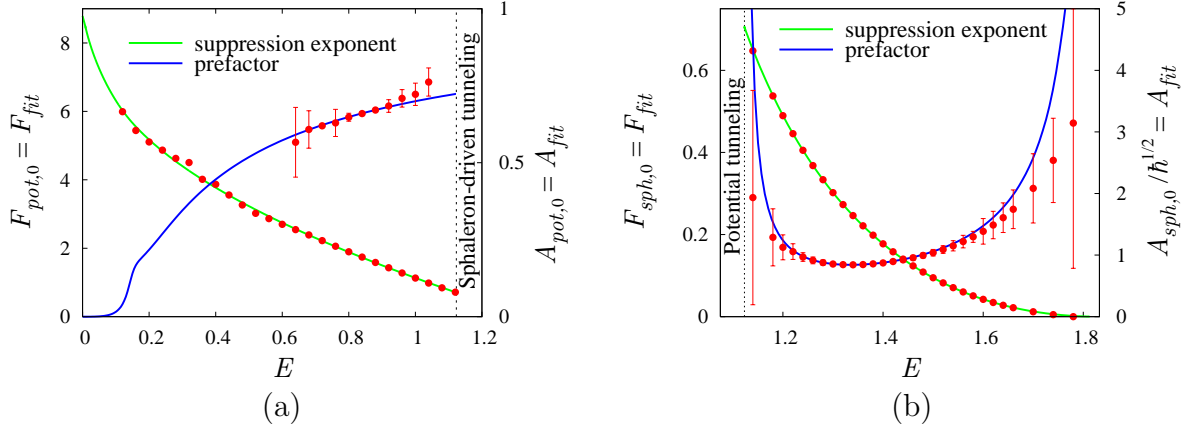 suppression exponent
prefactor
F_{pot,0} = F_{fit}
8
6
4
2
0
0
0.2
0.4
0.6
0.8
1.0
1.2
E
1
0.5
0
A_{pot,0} = A_{fit}
Sphaleron-driven tunneling
(a)
suppression exponent
prefactor
F_{sph,0} = F_{fit}
0.6
0.4
0.2
0
1.2
1.4
1.6
1.8
E
5
4
3
2
1
0
A_{sph,0}/ℏ^{1/2} = A_{fit}
Potential tunneling
(b)